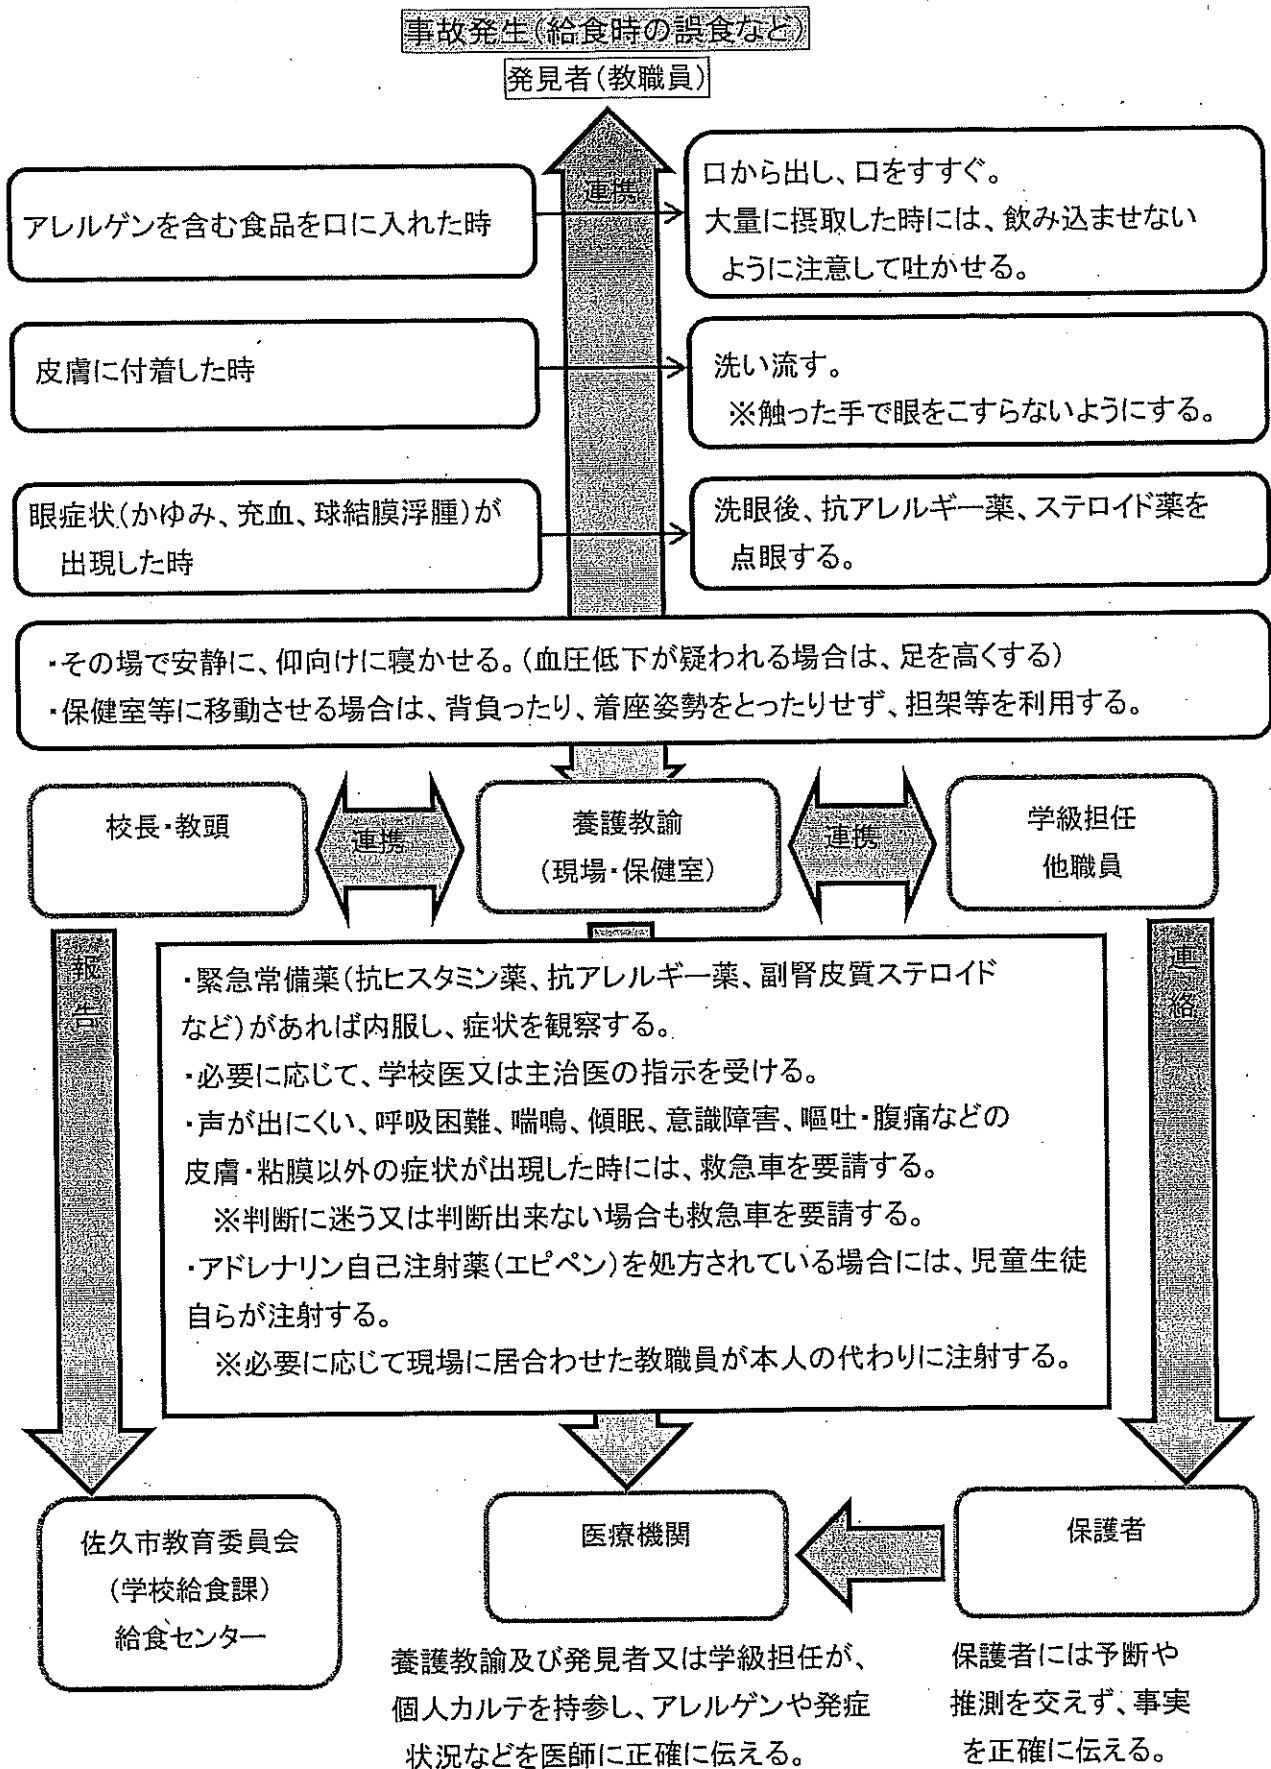 事故発生(給食時の誤食など)
発見者(教職員)
連携
アレルゲンを含む食品を口に入れた時
口から出し、口をすすぐ。
大量に摂取した時には、飲み込ませない
ように注意して吐かせる。
皮膚に付着した時
洗い流す。
※触った手で眼をこすらないようにする。
眼症状(かゆみ、充血、球結膜浮腫)が
出現した時
洗眼後、抗アレルギー薬、ステロイド薬を
点眼する。
・その場で安静に、仰向けに寝かせる。(血圧低下が疑われる場合は、足を高くする)
・保健室等に移動させる場合は、背負ったり、着座姿勢をとったりせず、担架等を利用する。
校長・教頭
連携
養護教諭
(現場・保健室)
連携
学級担任
他職員
報告
・緊急常備薬(抗ヒスタミン薬、抗アレルギー薬、副腎皮質ステロイド
など)があれば内服し、症状を観察する。
・必要に応じて、学校医又は主治医の指示を受ける。
・声が出にくい、呼吸困難、喘鳴、傾眠、意識障害、嘔吐・腹痛などの
皮膚・粘膜以外の症状が出現した時には、救急車を要請する。
※判断に迷う又は判断出来ない場合も救急車を要請する。
・アドレナリン自己注射薬(エピペン)を処方されている場合には、児童生徒
自らが注射する。
※必要に応じて現場に居合わせた教職員が本人の代わりに注射する。
連絡
佐久市教育委員会
(学校給食課)
給食センター
医療機関
保護者
養護教諭及び発見者又は学級担任が、
個人カルテを持参し、アレルゲンや発症
状況などを医師に正確に伝える。
保護者には予断や
推測を交えず、事実
を正確に伝える。